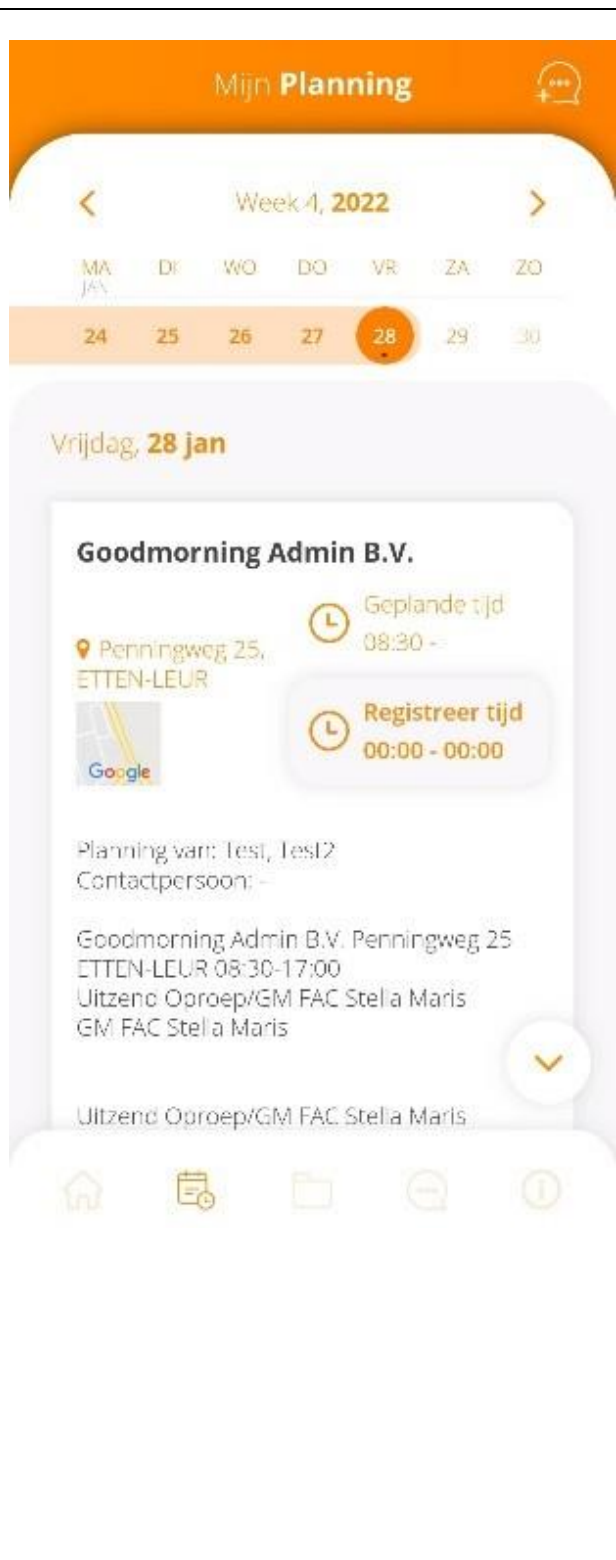 Mijn Planning
Week 4, 2022
MA DI WO DO VR ZA ZO
JAN
24 25 26 27 28 29 30
Vrijdag, 28 jan
Goodmorning Admin B.V.
Geplande tijd
08:30 -
Penningweg 25,
ETTEN-LEUR
Registreer tijd
00:00 - 00:00
Google
Planning van: Test, Test2
Contactpersoon: -
Goodmorning Admin B.V. Penningweg 25
ETTEN-LEUR 08:30-17:00
Uitzend Oproep/GM FAC Stella Maris
GM FAC Stella Maris
Uitzend Oproep/GM FAC Stella Maris